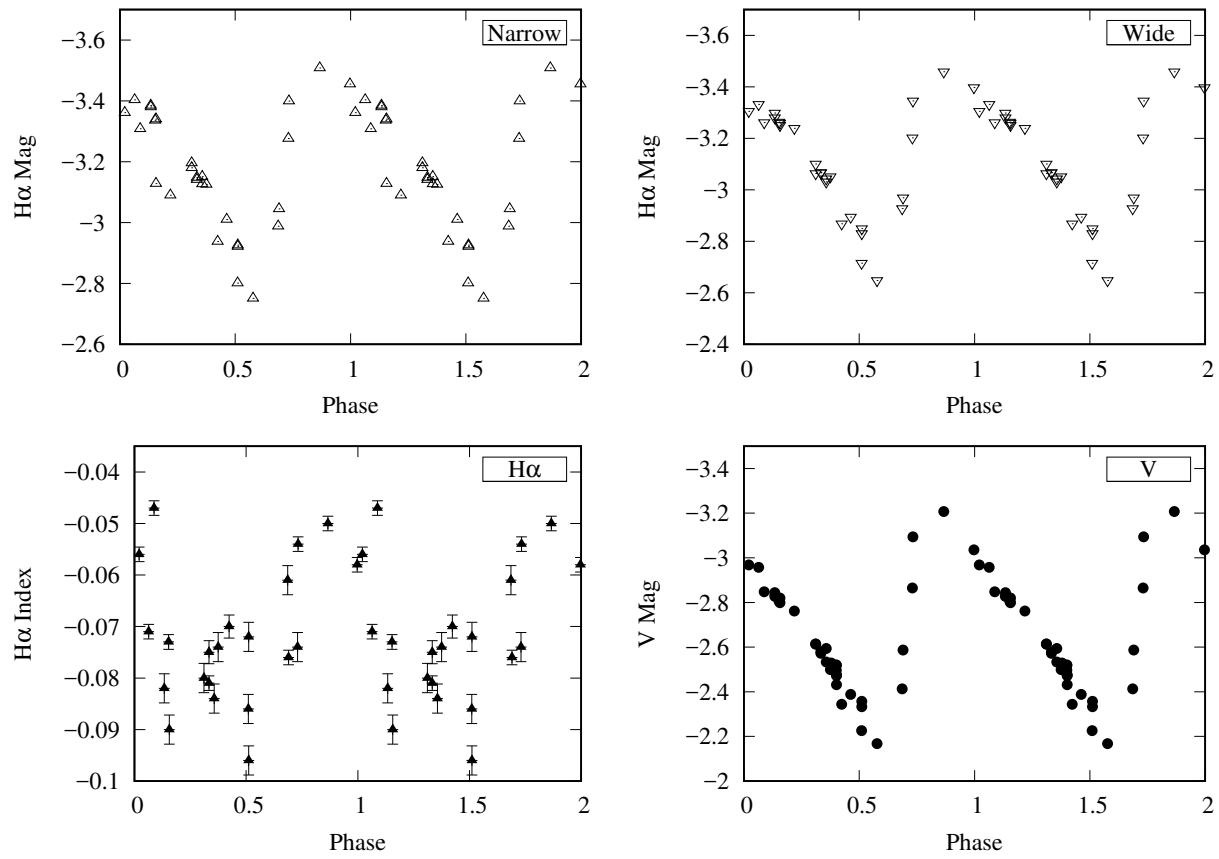 Narrow
Hα Mag
−3.6
−3.4
−3.2
−3
−2.8
−2.6
0 0.5 1 1.5 2
Phase
Wide
Hα Mag
−3.6
−3.4
−3.2
−3
−2.8
−2.6
−2.4
0 0.5 1 1.5 2
Phase
Hα
Hα Index
−0.04
−0.05
−0.06
−0.07
−0.08
−0.09
−0.1
0 0.5 1 1.5 2
Phase
V
V Mag
−3.4
−3.2
−3
−2.8
−2.6
−2.4
−2.2
−2
0 0.5 1 1.5 2
Phase